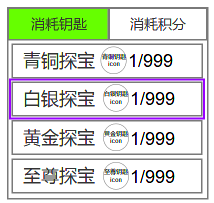 消耗钥匙 消耗积分
青铜探宝 青铜钥匙 icon 1/999
白银探宝 白银钥匙 icon 1/999
黄金探宝 黄金钥匙 icon 1/999
至尊探宝 至尊钥匙 icon 1/999